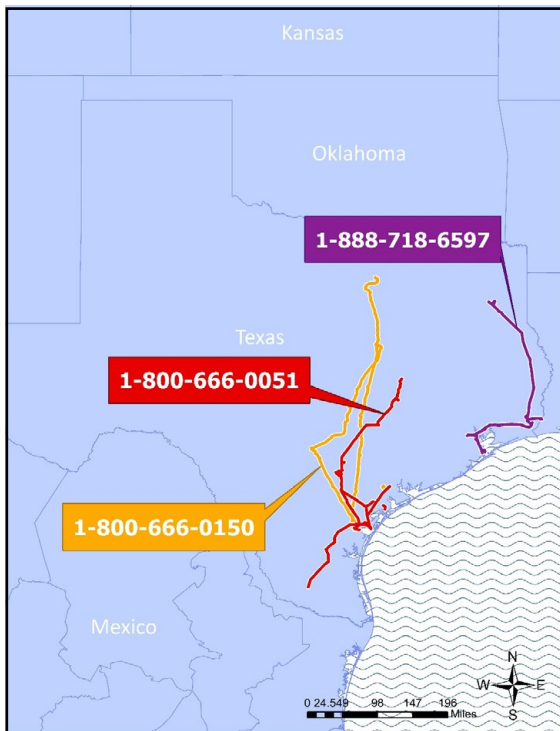 Kansas
Oklahoma
1-888-718-6597
Texas
1-800-666-0051
1-800-666-0150
Mexico
N
W E
S
0 24.549 98 147 196
Miles